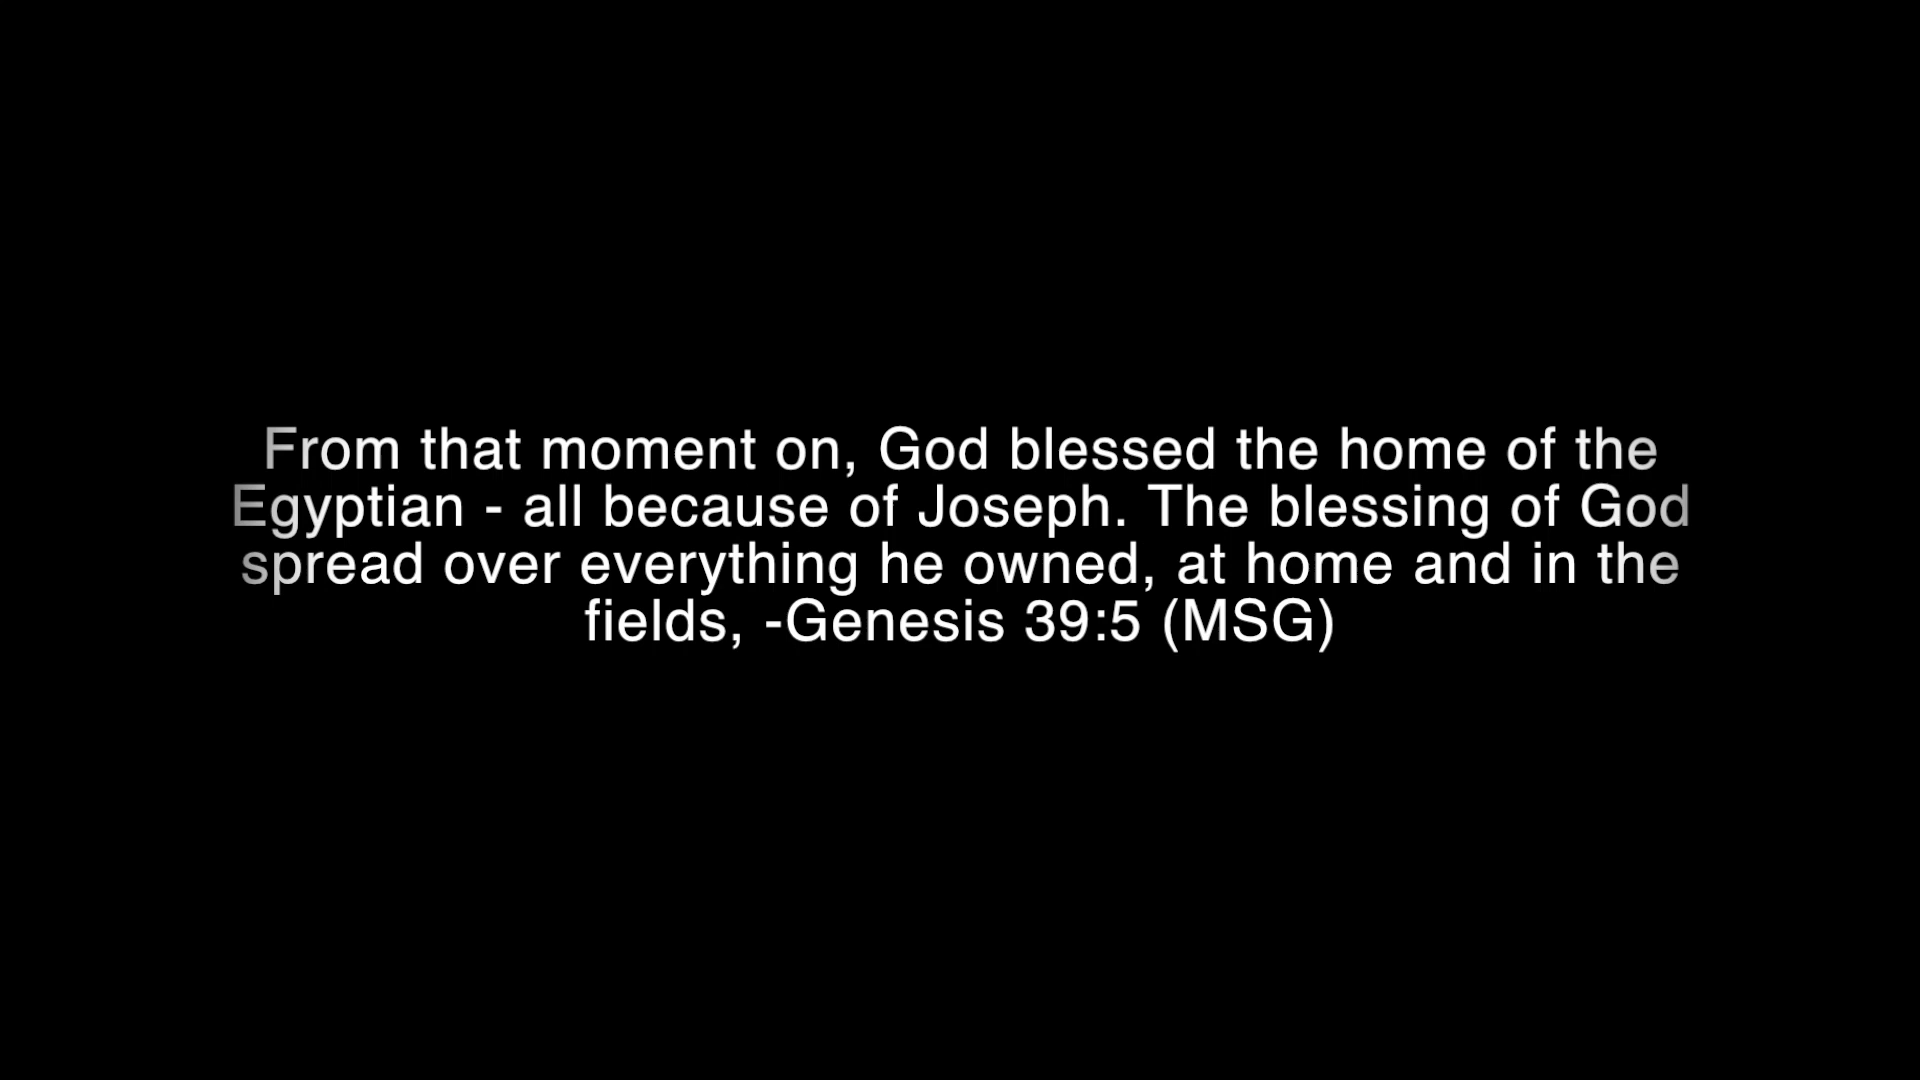 From that moment on, God blessed the home of the
Egyptian - all because of Joseph. The blessing of God
spread over everything he owned, at home and in the
fields, -Genesis 39:5 (MSG)